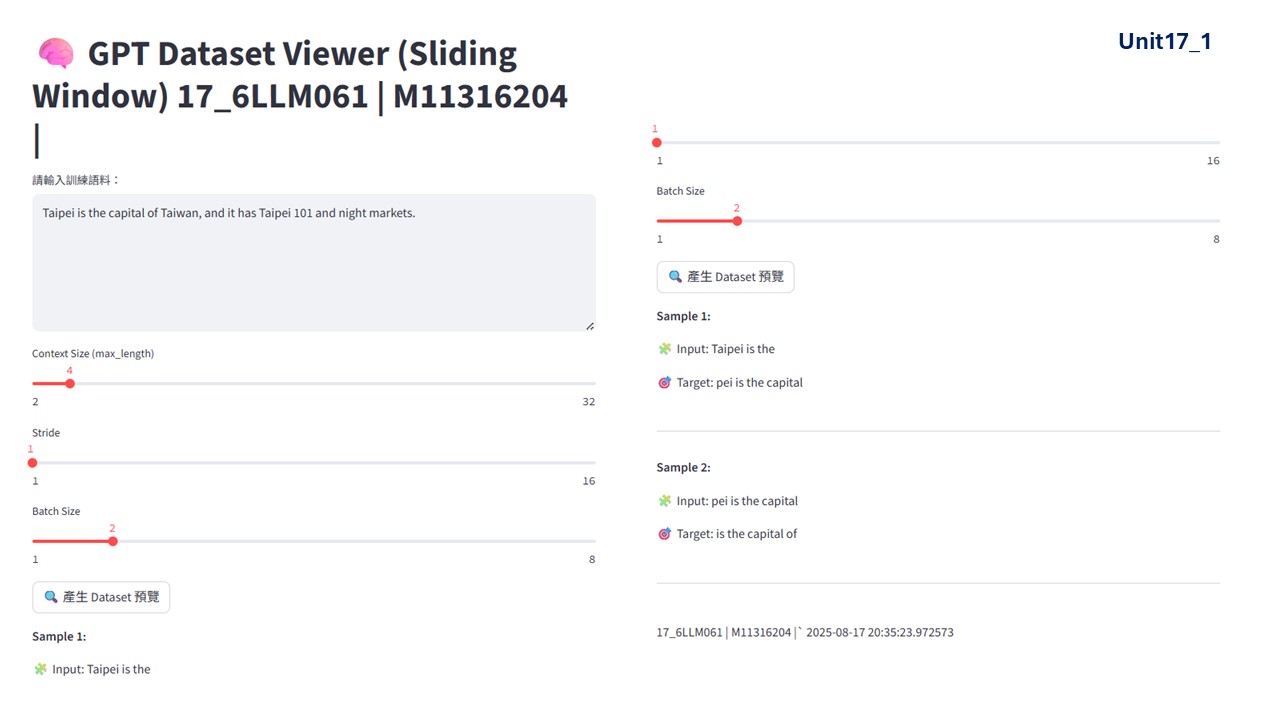 GPT Dataset Viewer (Sliding
Window) 17_6LLM061 | M11316204
|
請輸入訓練語料：
Taipei is the capital of Taiwan, and it has Taipei 101 and night markets.
Context Size (max_length)
4
2
32
Stride
1
1
16
Batch Size
2
1
8
🔍 產生 Dataset 預覽
Sample 1:
🧩 Input: Taipei is the
Unit17_1
1
1
16
Batch Size
2
1
8
🔍 產生 Dataset 預覽
Sample 1:
🧩 Input: Taipei is the
🎯 Target: pei is the capital
Sample 2:
🧩 Input: pei is the capital
🎯 Target: is the capital of
17_6LLM061 | M11316204 |` 2025-08-17 20:35:23.972573